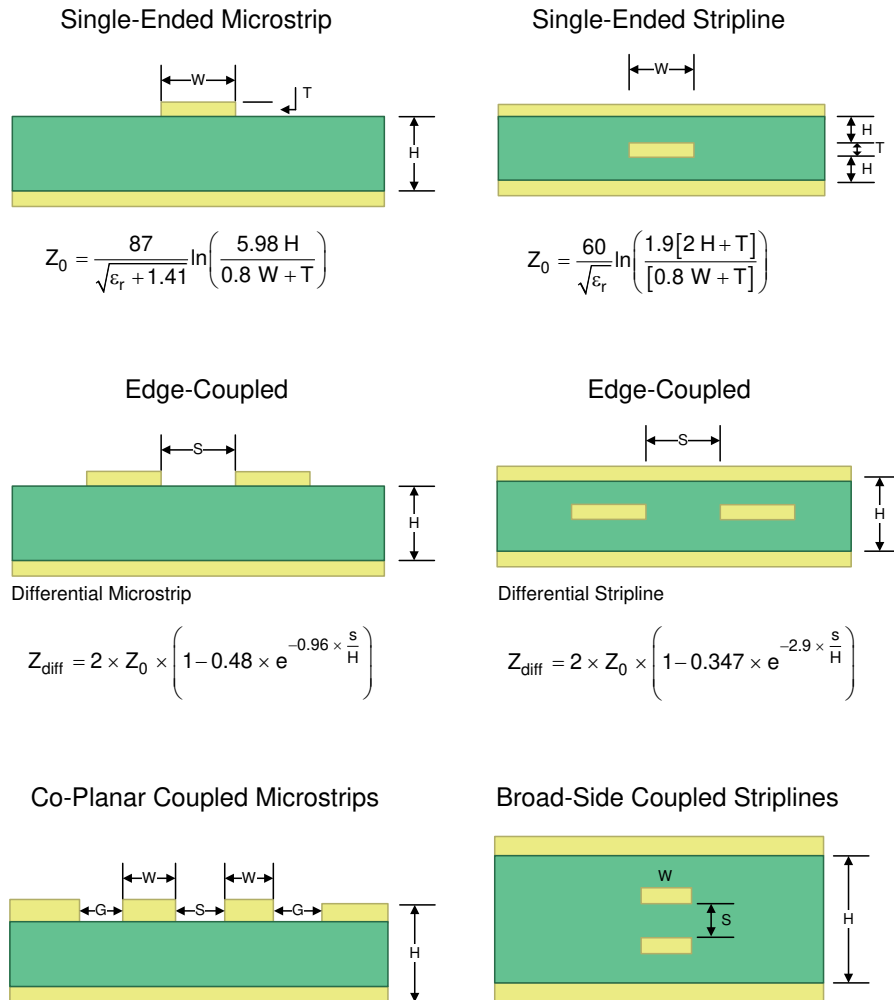 Single-Ended Microstrip
W
T
H
Z₀ = 87 / √(εᵣ + 1.41) ln(5.98 H / 0.8 W + T)
Single-Ended Stripline
W
H
T
H
Z₀ = 60 / √εᵣ ln(1.9[2 H + T] / [0.8 W + T])
Edge-Coupled
S
H
Differential Microstrip
Z_diff = 2 × Z₀ × (1 − 0.48 × e^(−0.96 × s/H))
Edge-Coupled
S
H
Differential Stripline
Z_diff = 2 × Z₀ × (1 − 0.347 × e^(−2.9 × s/H))
Co-Planar Coupled Microstrips
W W
G S G
H
Broad-Side Coupled Striplines
W
S
H